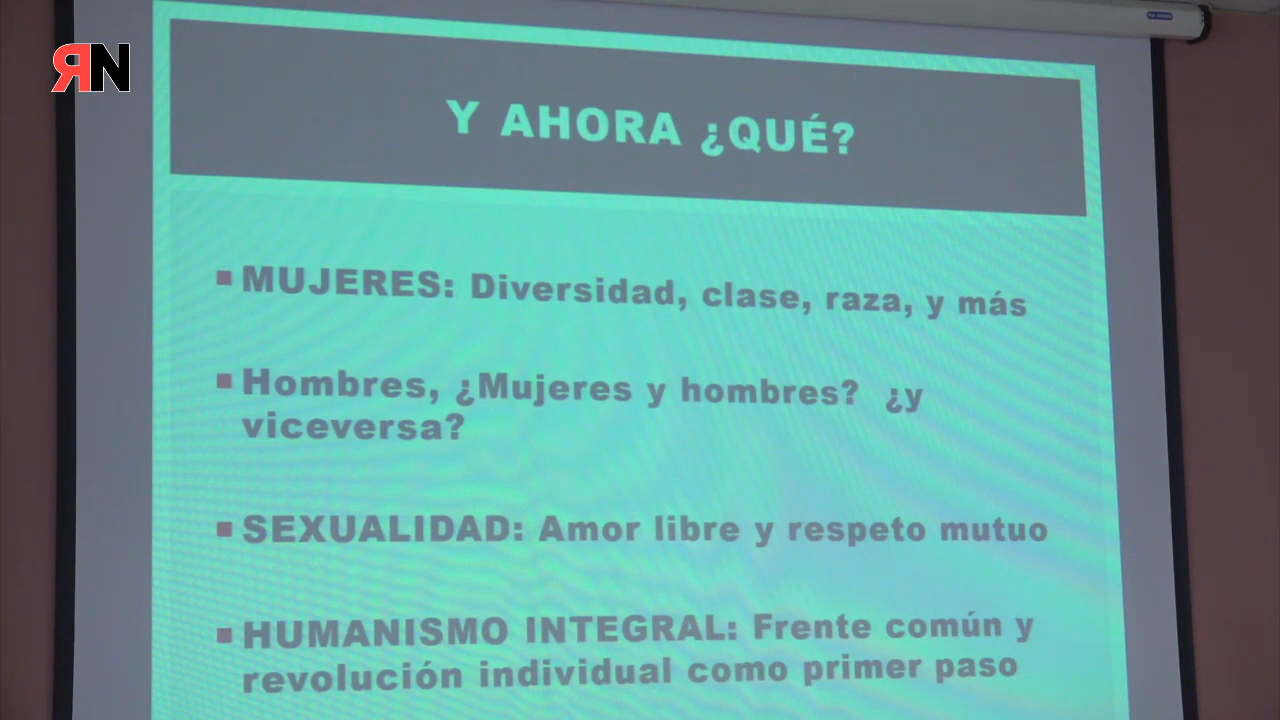 ЯN
Y AHORA ¿QUÉ?
MUJERES: Diversidad, clase, raza, y más
Hombres, ¿Mujeres y hombres? ¿y
viceversa?
SEXUALIDAD: Amor libre y respeto mutuo
HUMANISMO INTEGRAL: Frente común y
revolución individual como primer paso